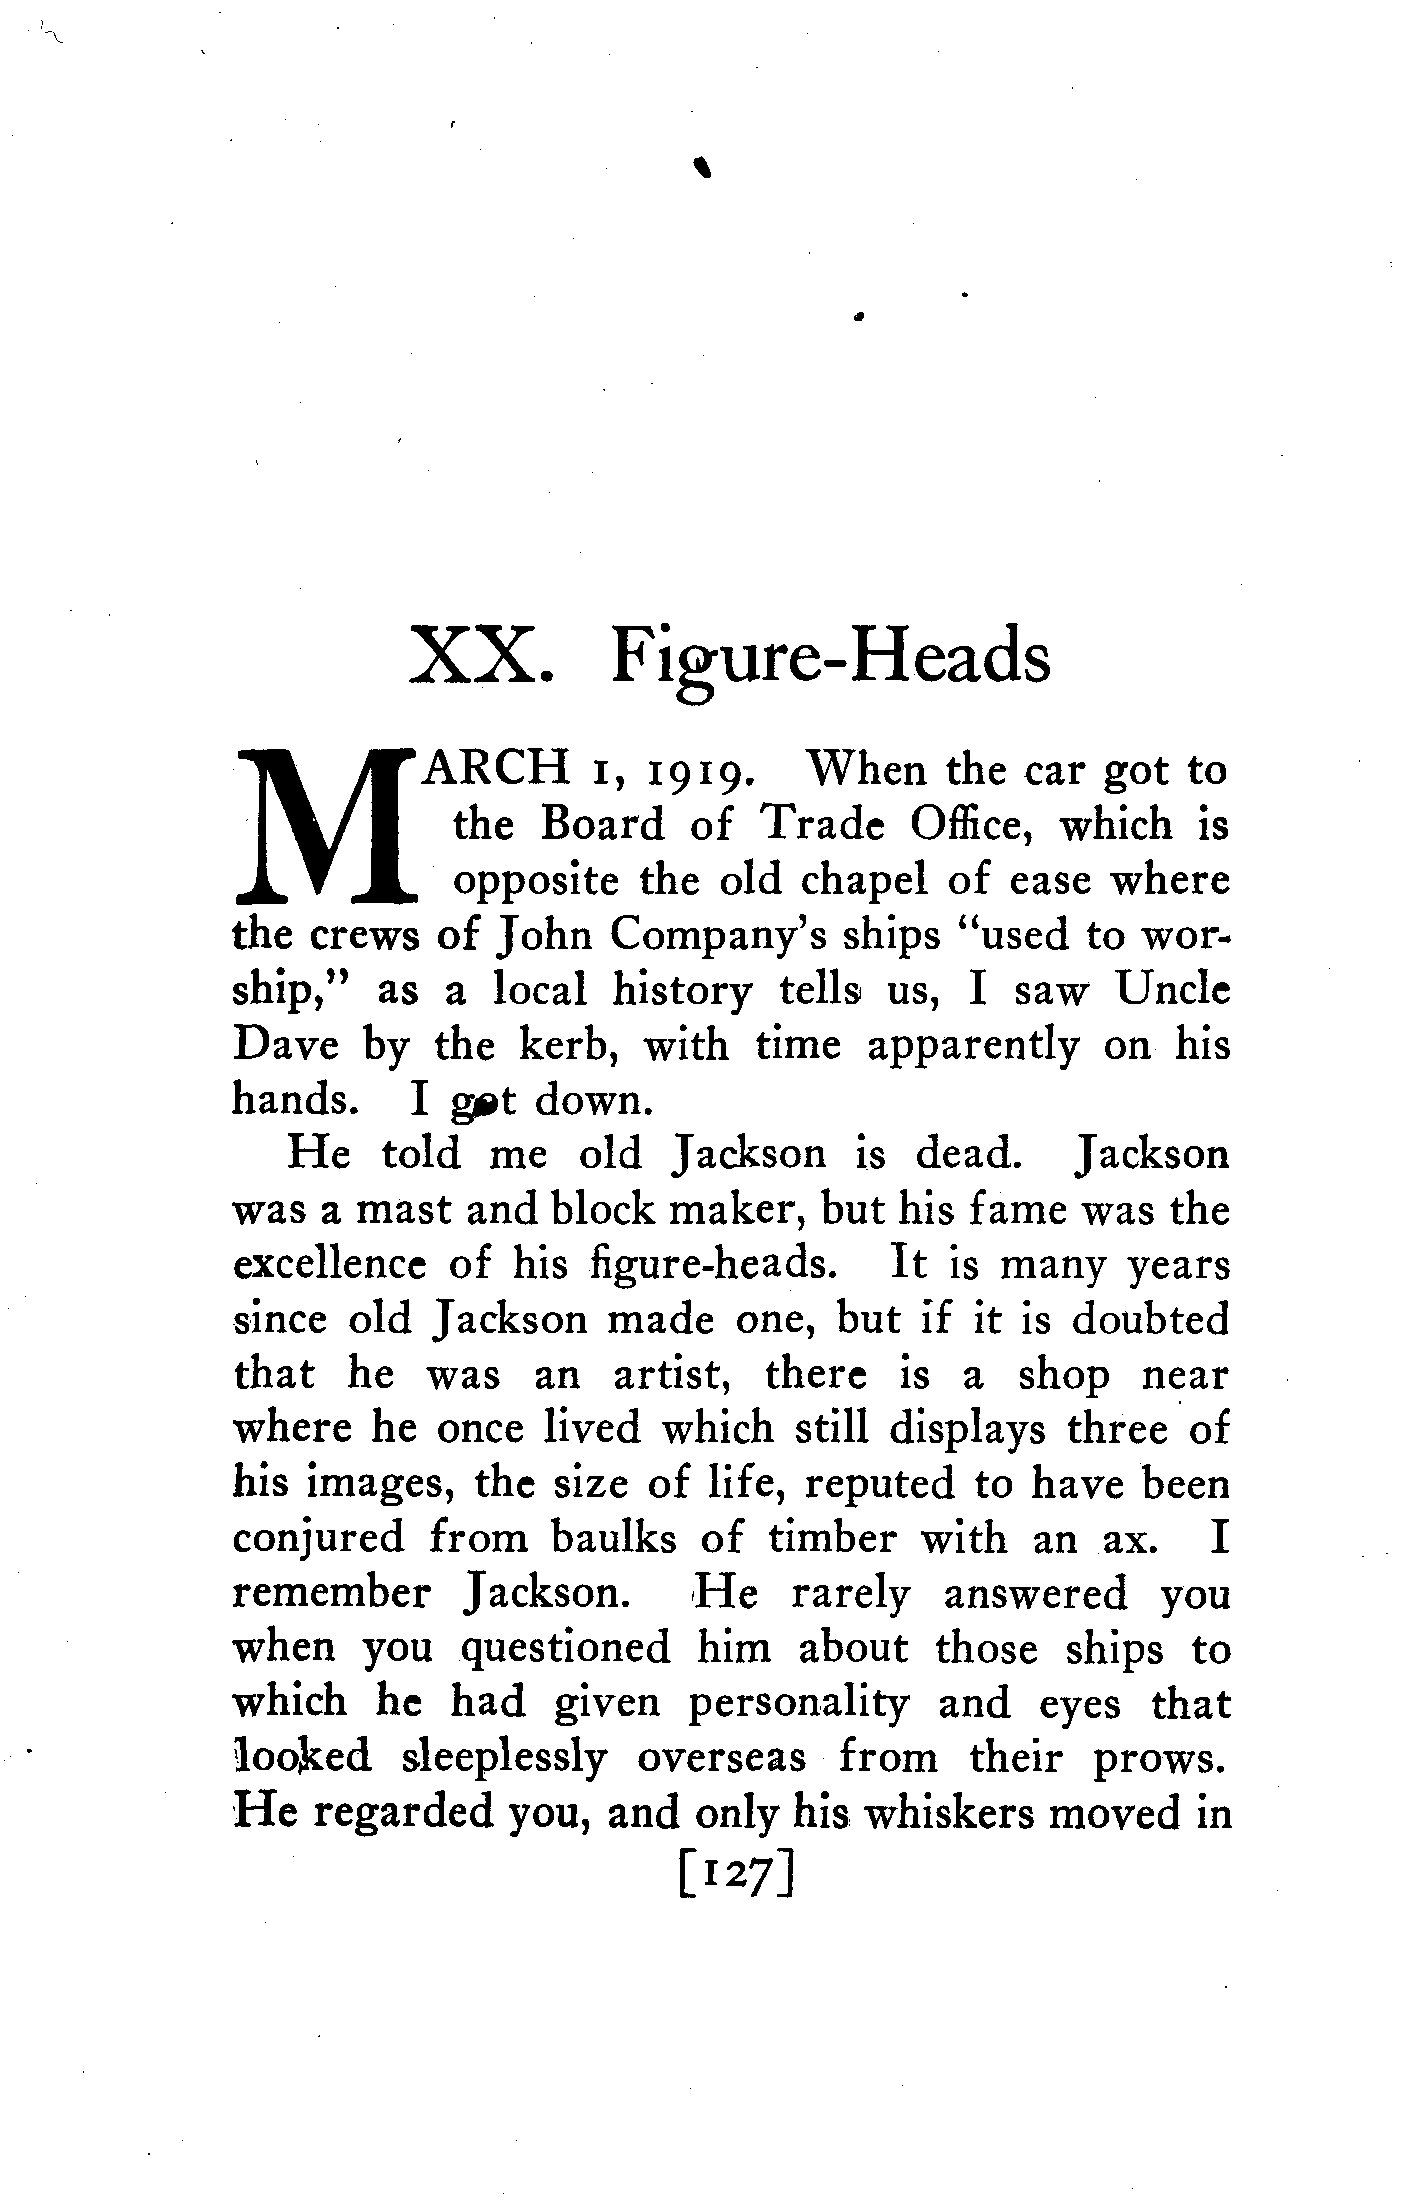 XX. Figure-Heads
MARCH 1, 1919. When the car got to
the Board of Trade Office, which is
opposite the old chapel of ease where
the crews of John Company's ships "used to wor-
ship," as a local history tells us, I saw Uncle
Dave by the kerb, with time apparently on his
hands. I got down.
He told me old Jackson is dead. Jackson
was a mast and block maker, but his fame was the
excellence of his figure-heads. It is many years
since old Jackson made one, but if it is doubted
that he was an artist, there is a shop near
where he once lived which still displays three of
his images, the size of life, reputed to have been
conjured from baulks of timber with an ax. I
remember Jackson. He rarely answered you
when you questioned him about those ships to
which he had given personality and eyes that
looked sleeplessly overseas from their prows.
He regarded you, and only his whiskers moved in
[127]